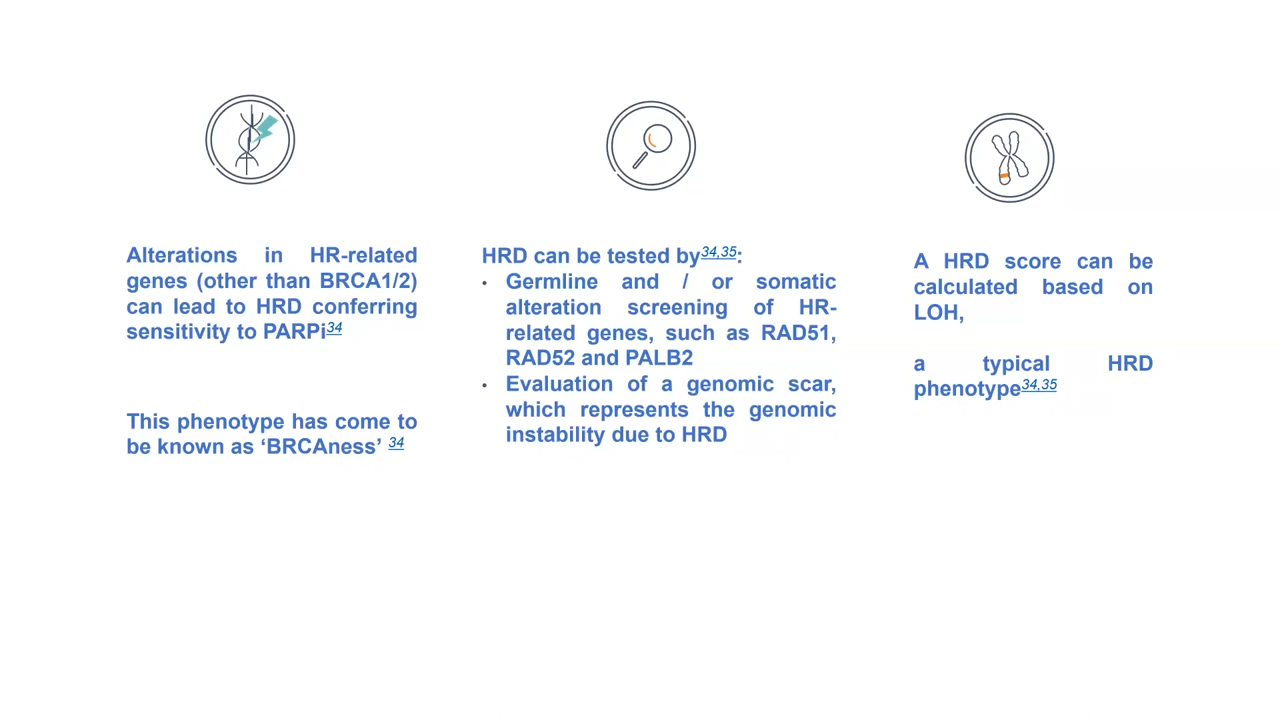 Alterations in HR-related
genes (other than BRCA1/2)
can lead to HRD conferring
sensitivity to PARPi34
This phenotype has come to
be known as ‘BRCAness’ 34
HRD can be tested by34,35:
• Germline and / or somatic
alteration screening of HR-
related genes, such as RAD51,
RAD52 and PALB2
• Evaluation of a genomic scar,
which represents the genomic
instability due to HRD
A HRD score can be
calculated based on
LOH,
a typical HRD
phenotype34,35